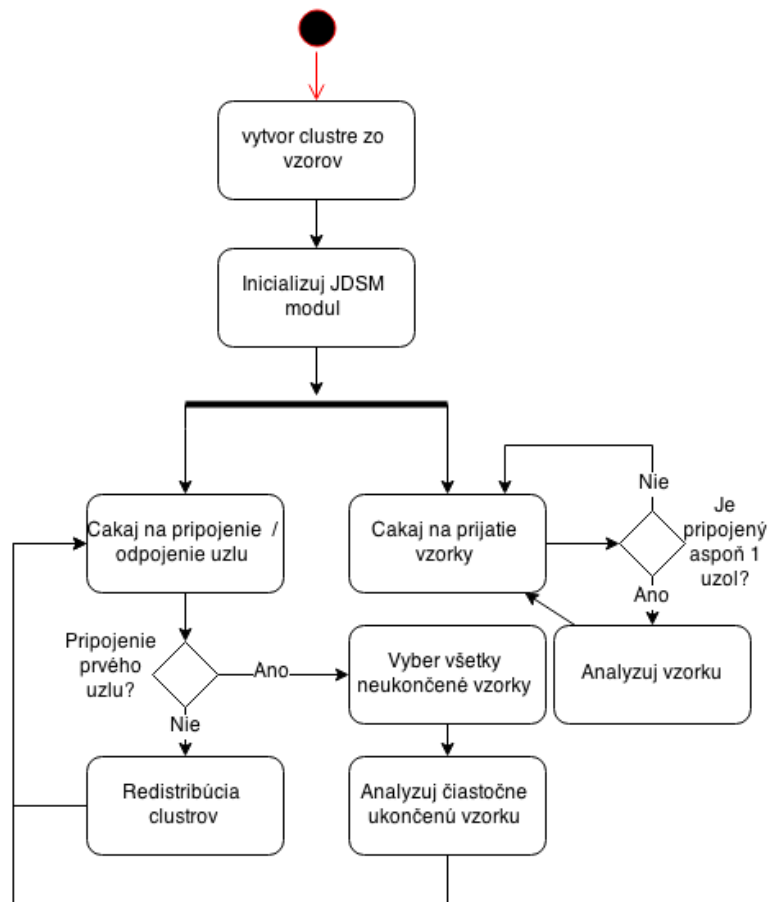 vytvor clustre zo
vzorov
Inicializuj JDSM
modul
Cakaj na pripojenie /
odpojenie uzlu
Cakaj na prijatie
vzorky
Nie
Je
pripojený
aspoň 1
uzol?
Ano
Pripojenie
prvého
uzlu?
Ano
Nie
Vyber všetky
neukončené vzorky
Analyzuj vzorku
Redistribúcia
clustrov
Analyzuj čiastočne
ukončenú vzorku